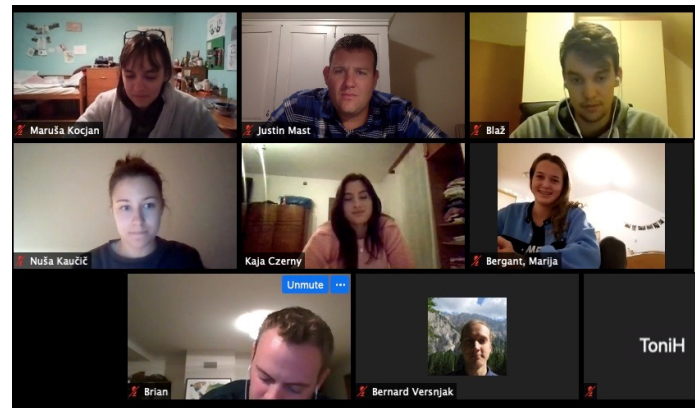 Maruša Kocjan
Justin Mast
Blaž
Nuša Kaučič
Kaja Czerny
Bergant, Marija
Unmute ...
Brian
Bernard Versnjak
ToniH